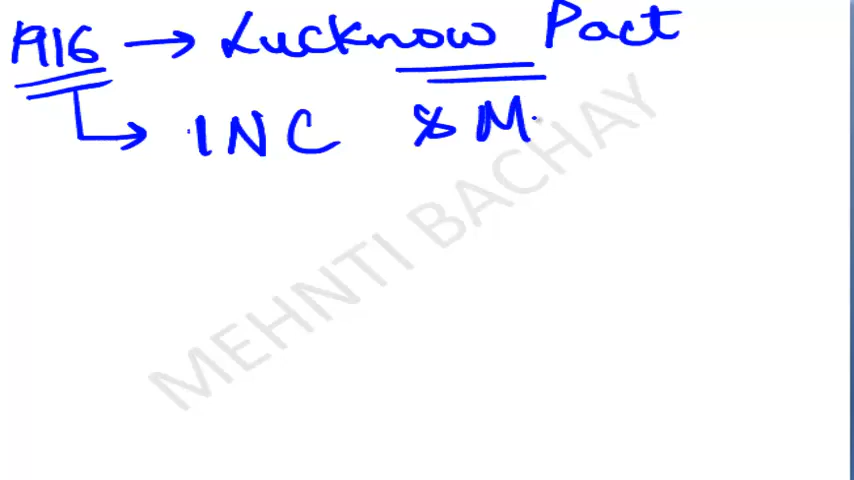 1916 → Lucknow Pact
→ INC & M.
MEHNTI BACHAY